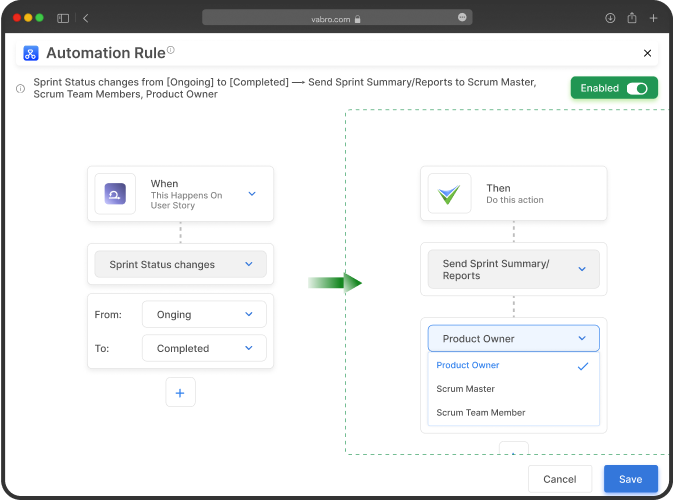 vabro.com
Automation Rule
Sprint Status changes from [Ongoing] to [Completed] ⟶ Send Sprint Summary/Reports to Scrum Master,
Scrum Team Members, Product Owner
Enabled
When
This Happens On
User Story
Sprint Status changes
From:
Onging
To:
Completed
+
Then
Do this action
Send Sprint Summary/
Reports
Product Owner
Product Owner
Scrum Master
Scrum Team Member
Cancel
Save